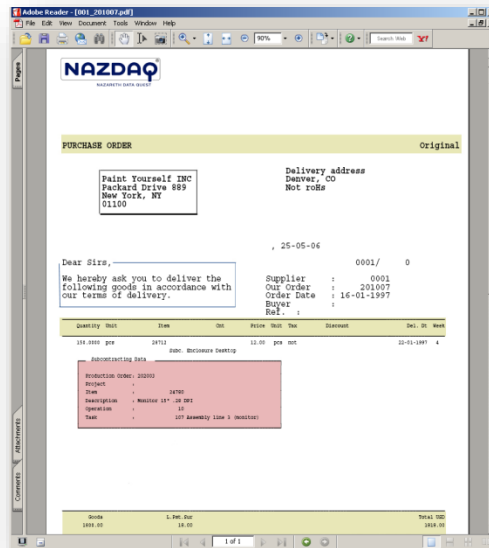 Adobe Reader - [001_201007.pdf]
File Edit View Document Tools Window Help
90%
Search Web
Pages
NAZDAQ
NAZARETH DATA QUEST
PURCHASE ORDER Original
Paint Yourself INC
Packard Drive 889
New York, NY
01100
Delivery address
Denver, CO
Not roHs
, 25-05-06
Dear Sirs,
0001/ 0
We hereby ask you to deliver the
following goods in accordance with
our terms of delivery.
Supplier : 0001
Our Order : 201007
Order Date : 16-01-1997
Buyer :
Ref. :
Quantity Unit Item Cnt Price Unit Tax Discount Del. Dt Week
150.0000 pcs 24713 12.00 pcs not 22-01-1997 4
Subc. Enclosure Desktop
Subcontracting Data
Production Order: 202003
Project :
Item : 24790
Description : Monitor 15" .28 DPI
Operation : 10
Task : 107 Assembly line 1 (monitor)
Attachments
Comments
Goods Total USD
1800.00 18.00 1818.00
1 of 1